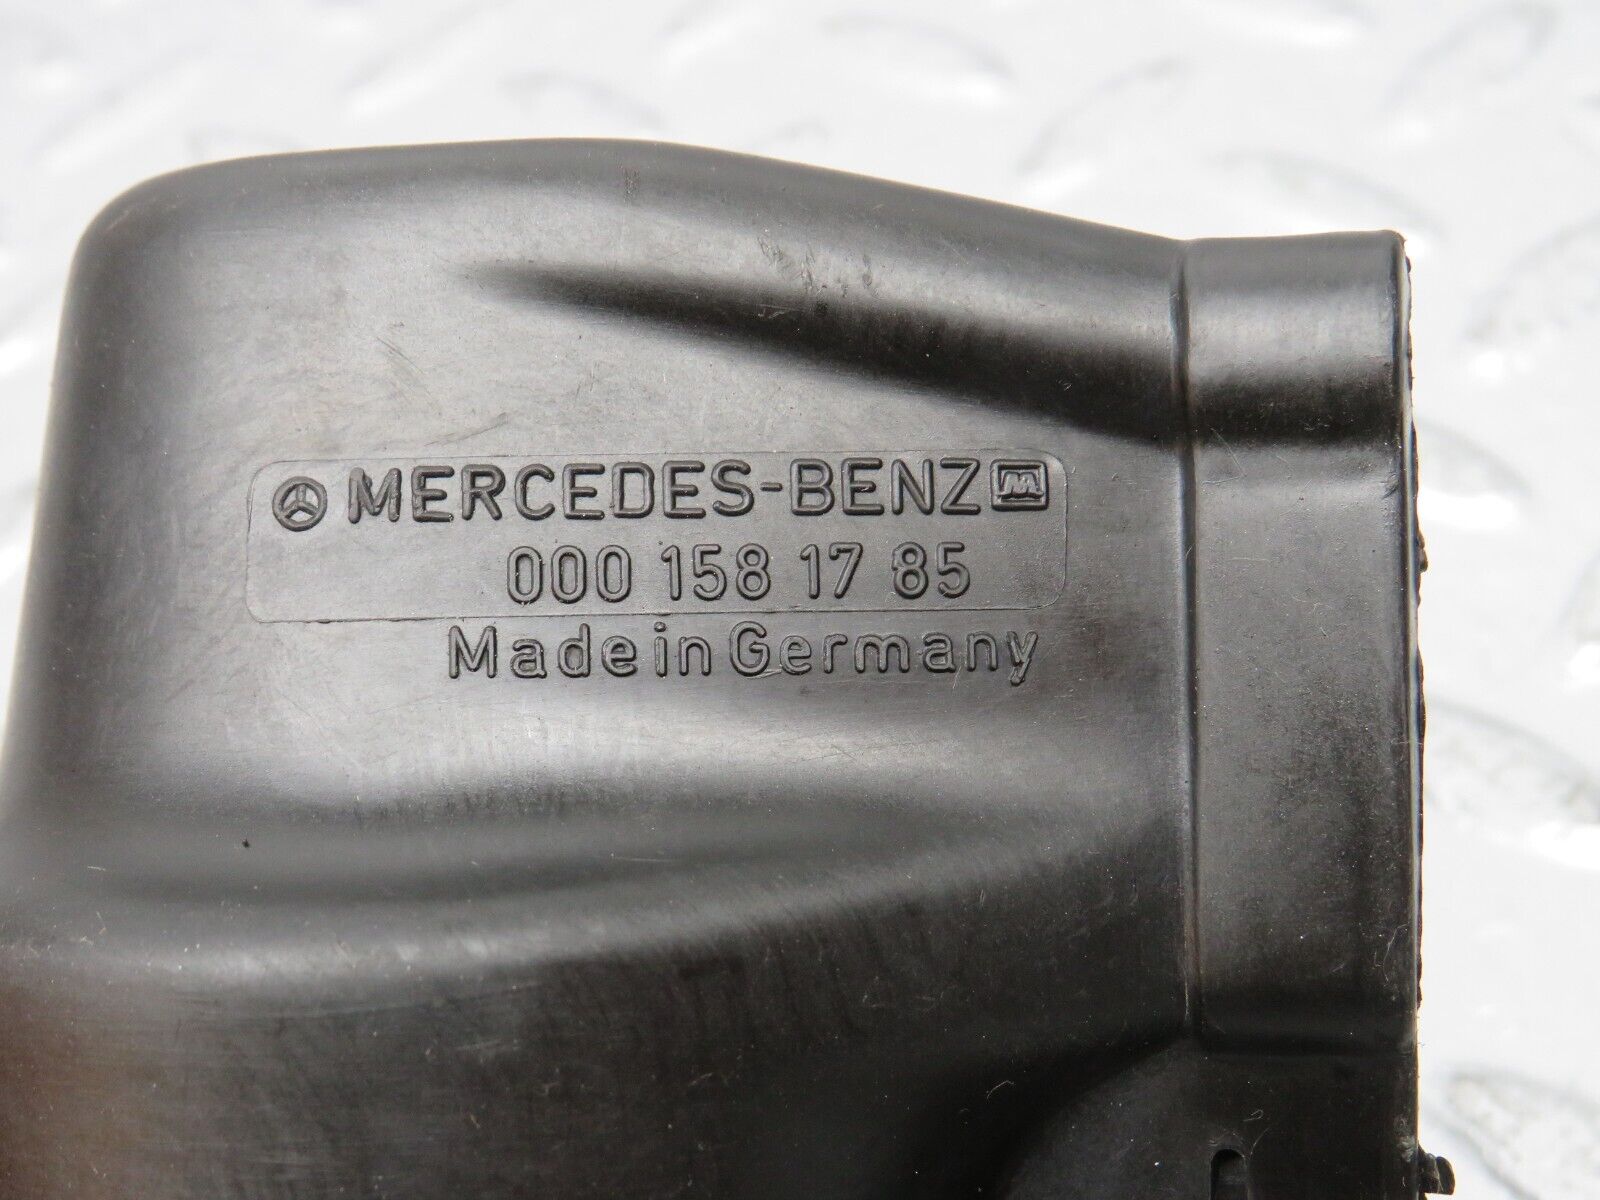 MERCEDES-BENZ M
000 158 17 85
Made in Germany